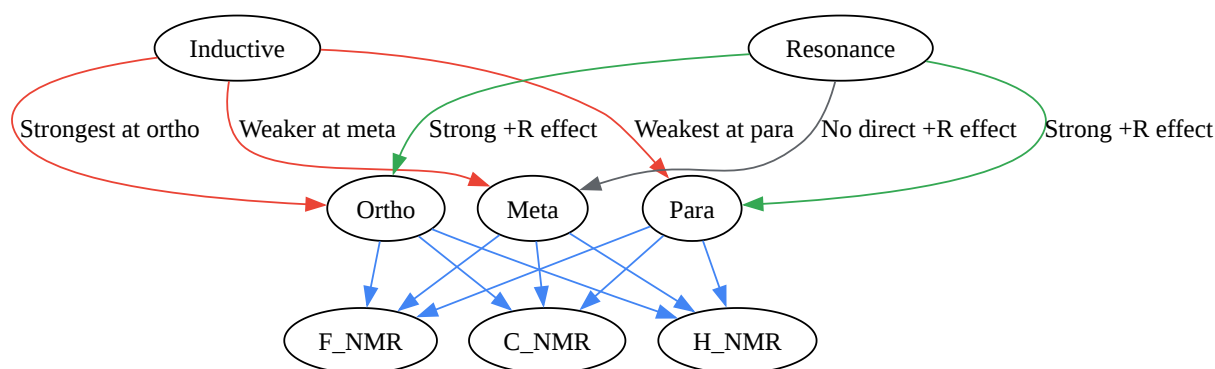 Inductive
Resonance
Strongest at ortho
Weaker at meta
Strong +R effect
Weakest at para
No direct +R effect
Strong +R effect
Ortho
Meta
Para
F_NMR
C_NMR
H_NMR